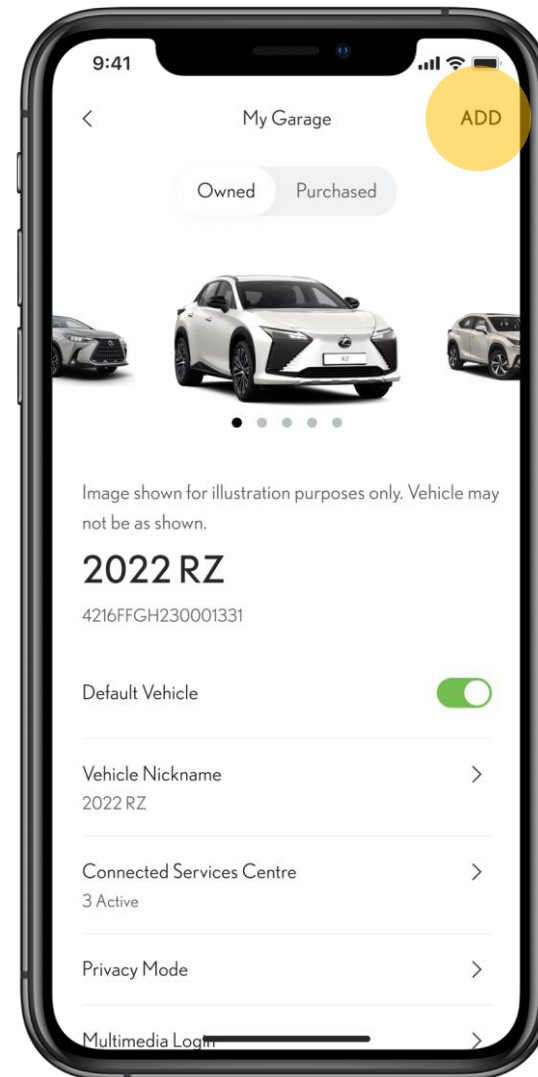 9:41
My Garage
ADD
Owned
Purchased
RZ
Image shown for illustration purposes only. Vehicle may
not be as shown.
2022 RZ
4216FFGH230001331
Default Vehicle
Vehicle Nickname
2022 RZ
Connected Services Centre
3 Active
Privacy Mode
Multimedia Login